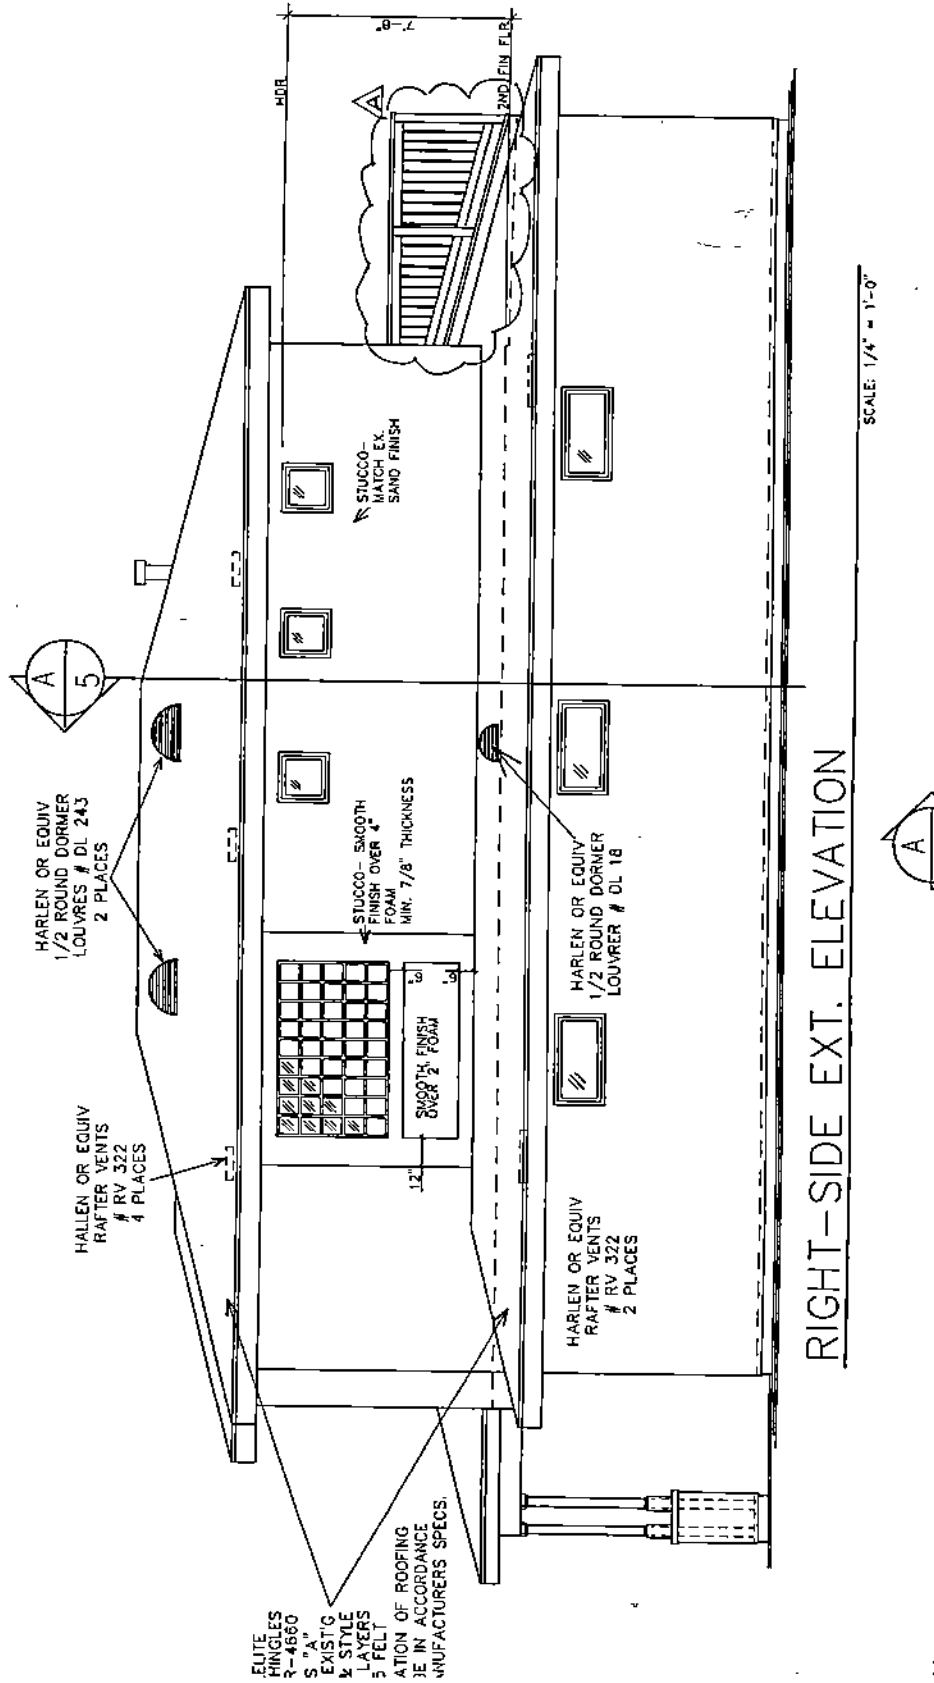 HARLEN OR EQUIV
1/2 ROUND DORMER
LOUVRES # DL 243
2 PLACES
A
5
HALLEN OR EQUIV
RAFTER VENTS
# RV 322
4 PLACES
HDR
7'-8"
2ND FIN FLR
A
STUCCO-
MATCH EX.
SAND FINISH
STUCCO- SMOOTH
FINISH OVER 4"
FOAM
MIN. 7/8" THICKNESS
SMOOTH FINISH
OVER 2" FOAM
6"
6"
12"
ELITE
HINGLES
R-4660
S "A"
EXIST'G
& STYLE
LAYERS
5 FELT
ATION OF ROOFING
BE IN ACCORDANCE
ANUFACTURERS SPECS.
HARLEN OR EQUIV
RAFTER VENTS
# RV 322
2 PLACES
HARLEN OR EQUIV
1/2 ROUND DORMER
LOUVRER # DL 18
RIGHT-SIDE EXT. ELEVATION
SCALE: 1/4" = 1'-0"
A